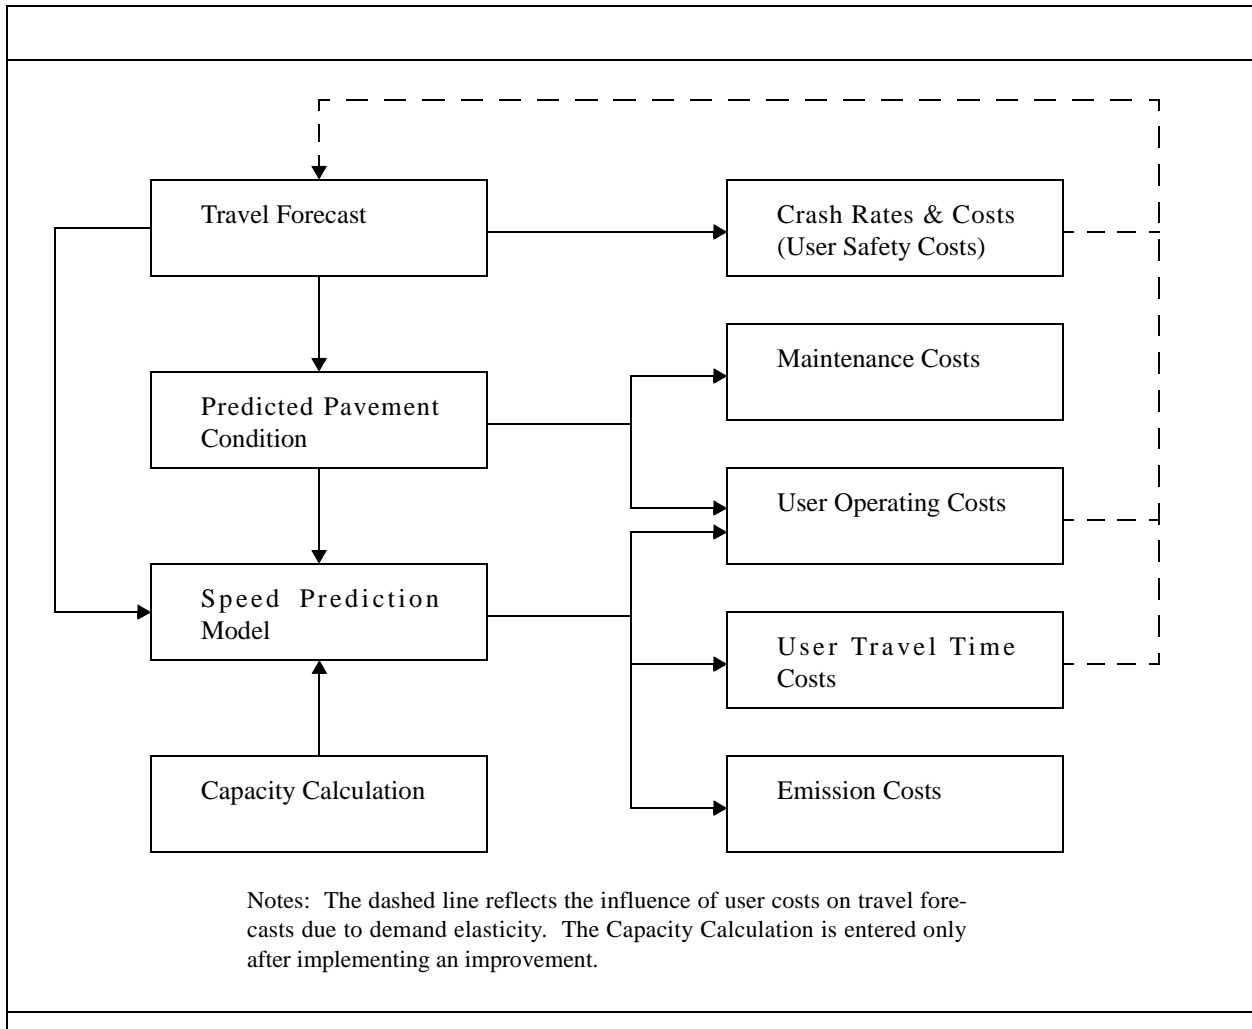 Travel Forecast
Crash Rates & Costs
(User Safety Costs)
Maintenance Costs
Predicted Pavement
Condition
User Operating Costs
Speed Prediction
Model
User Travel Time
Costs
Capacity Calculation
Emission Costs
Notes: The dashed line reflects the influence of user costs on travel fore-
casts due to demand elasticity. The Capacity Calculation is entered only
after implementing an improvement.